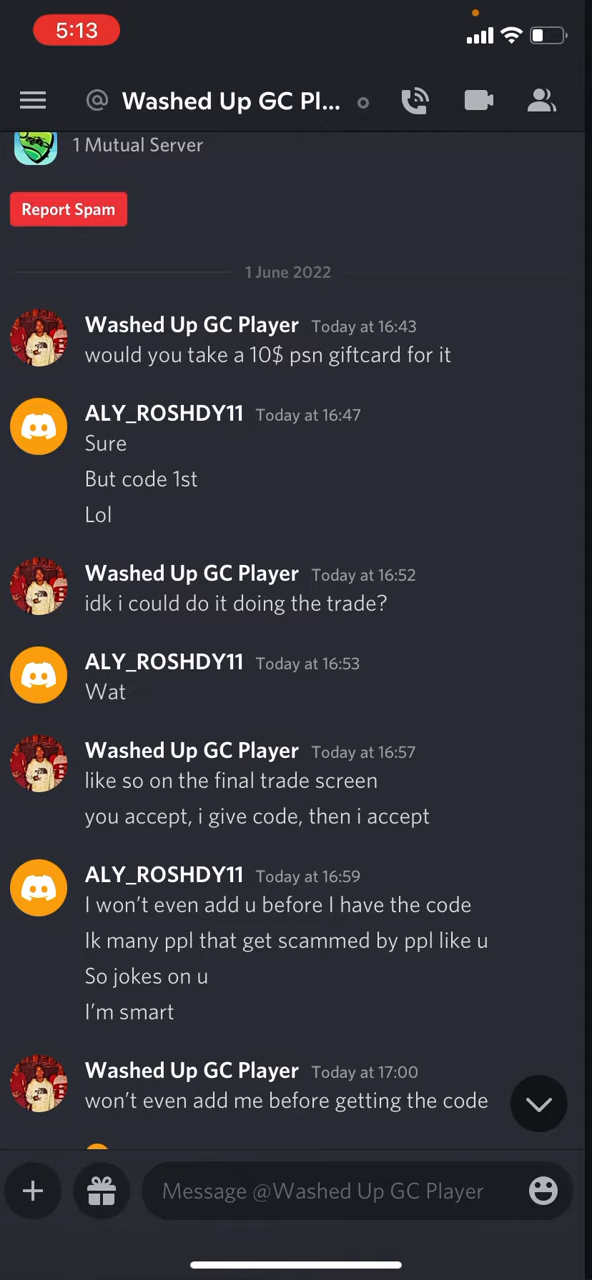 5:13
@ Washed Up GC Pl...
1 Mutual Server
Report Spam
1 June 2022
Washed Up GC Player Today at 16:43
would you take a 10$ psn giftcard for it
ALY_ROSHDY11 Today at 16:47
Sure
But code 1st
Lol
Washed Up GC Player Today at 16:52
idk i could do it doing the trade?
ALY_ROSHDY11 Today at 16:53
Wat
Washed Up GC Player Today at 16:57
like so on the final trade screen
you accept, i give code, then i accept
ALY_ROSHDY11 Today at 16:59
I won't even add u before I have the code
Ik many ppl that get scammed by ppl like u
So jokes on u
I'm smart
Washed Up GC Player Today at 17:00
won't even add me before getting the code
Message @Washed Up GC Player